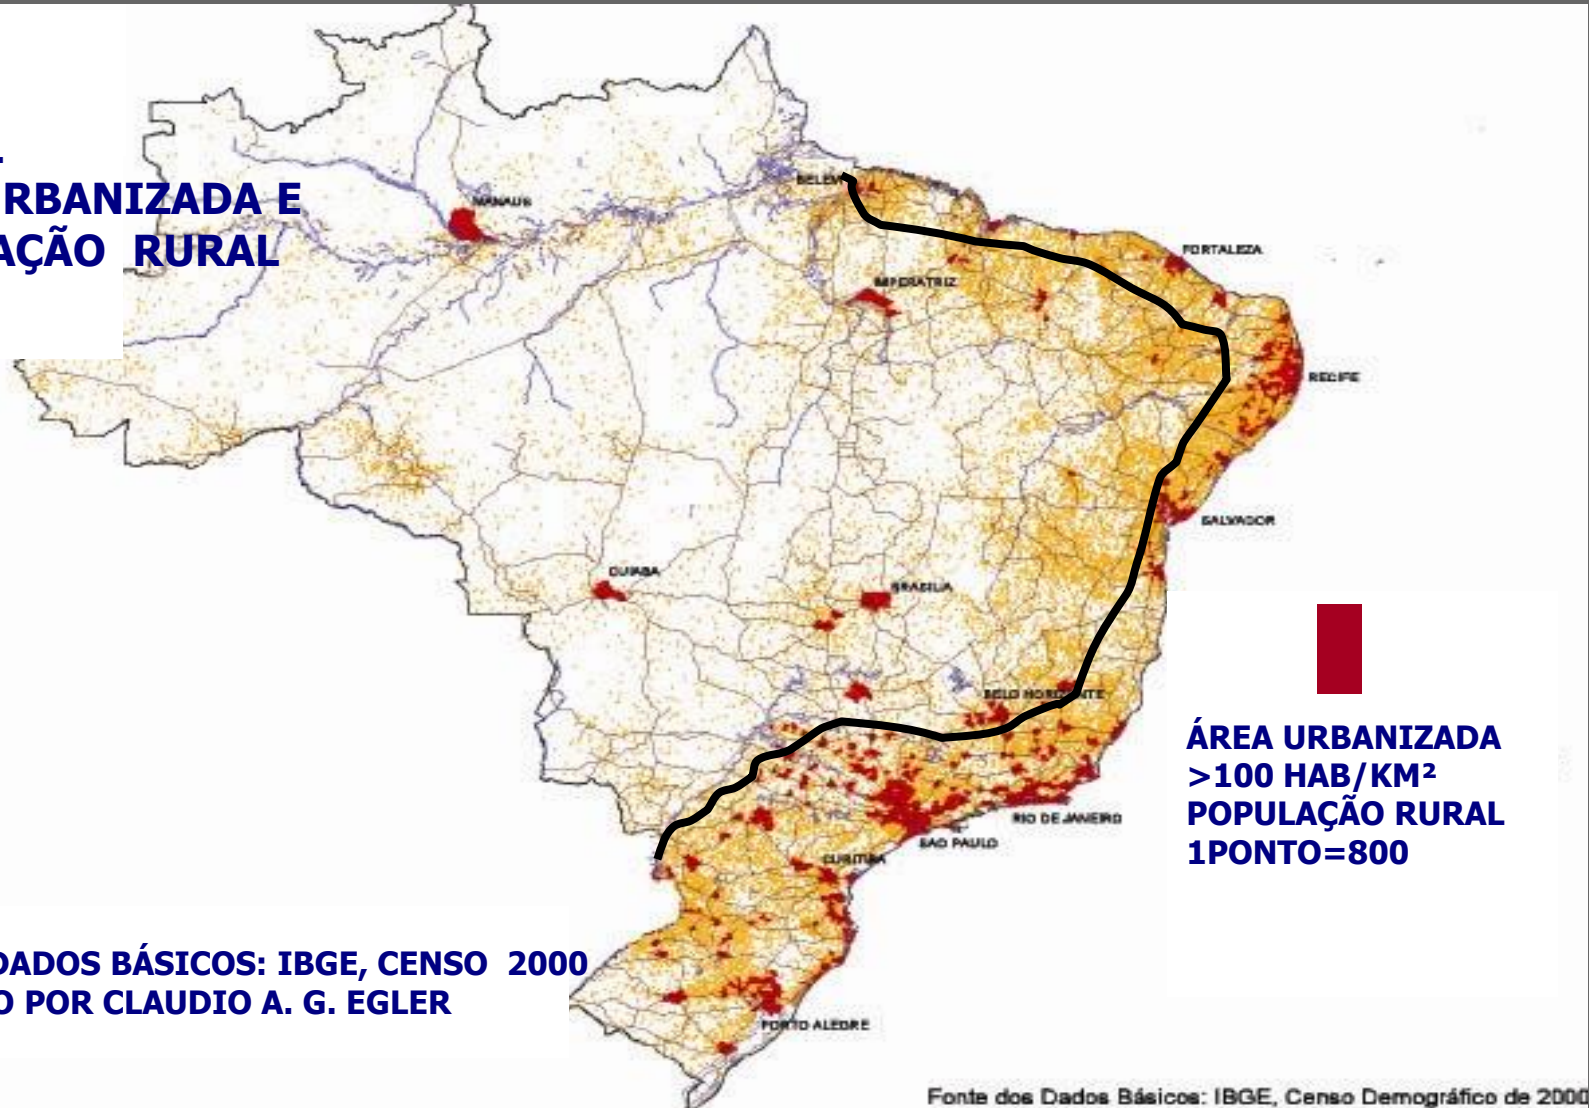 RBANIZADA E
AÇÃO RURAL
MANAUS
BELEM
FORTALEZA
IMPERATRIZ
RECIFE
SALVADOR
CUIABA
BRASILIA
BELO HORIZONTE
ÁREA URBANIZADA
>100 HAB/KM²
POPULAÇÃO RURAL
1PONTO=800
RIO DE JANEIRO
SAO PAULO
CURITIBA
DADOS BÁSICOS: IBGE, CENSO 2000
O POR CLAUDIO A. G. EGLER
PORTO ALEGRE
Fonte dos Dados Básicos: IBGE, Censo Demográfico de 2000